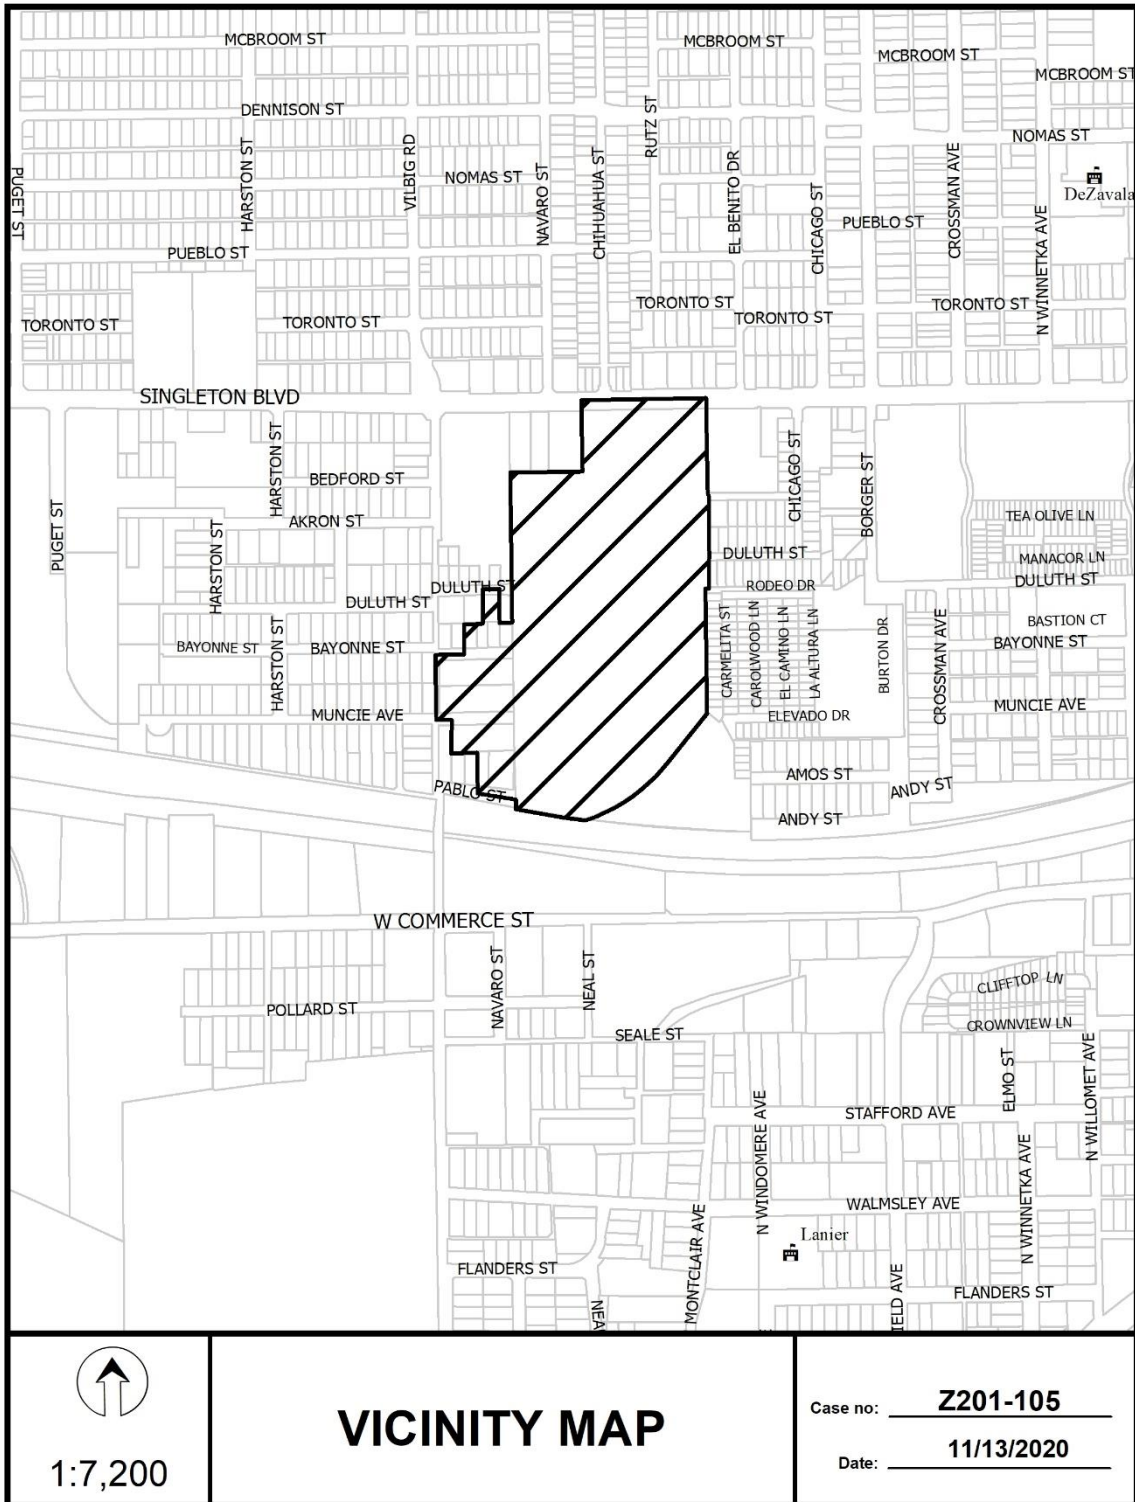 MCBROOM ST
MCBROOM ST
MCBROOM ST
MCBROOM ST
DENNISON ST
RUTZ ST
NOMAS ST
PUGET ST
HARSTON ST
VILBIG RD
NOMAS ST
NAVARO ST
CHIHUAHUA ST
EL BENITO DR
CHICAGO ST
PUEBLO ST
CROSSMAN AVE
N WINNETKA AVE
DeZavala
PUEBLO ST
TORONTO ST
TORONTO ST
TORONTO ST
TORONTO ST
TORONTO ST
SINGLETON BLVD
HARSTON ST
BEDFORD ST
AKRON ST
PUGET ST
HARSTON ST
CHICAGO ST
BORGER ST
TEA OLIVE LN
MANACOR LN
DULUTH ST
DULUTH ST
RODEO DR
DULUTH ST
DULUTH ST
BAYONNE ST
HARSTON ST
BAYONNE ST
CARMELITA ST
CAROLWOOD LN
EL CAMINO LN
LA ALTURA LN
BURTON DR
CROSSMAN AVE
BASTION CT
BAYONNE ST
MUNCIE AVE
MUNCIE AVE
ELEVADO DR
PABLO ST
AMOS ST
ANDY ST
ANDY ST
W COMMERCE ST
NAVARO ST
NEAL ST
POLLARD ST
SEALE ST
CLIFFTOP LN
CROWNVIEW LN
ELMO ST
N WILLOMET AVE
STAFFORD AVE
N WINDOMERE AVE
N WINNETKA AVE
WALMSLEY AVE
MONTCLAIR AVE
Lanier
FLANDERS ST
FLANDERS ST
NEA
IELD AVE
1:7,200
VICINITY MAP
Case no: Z201-105
Date: 11/13/2020